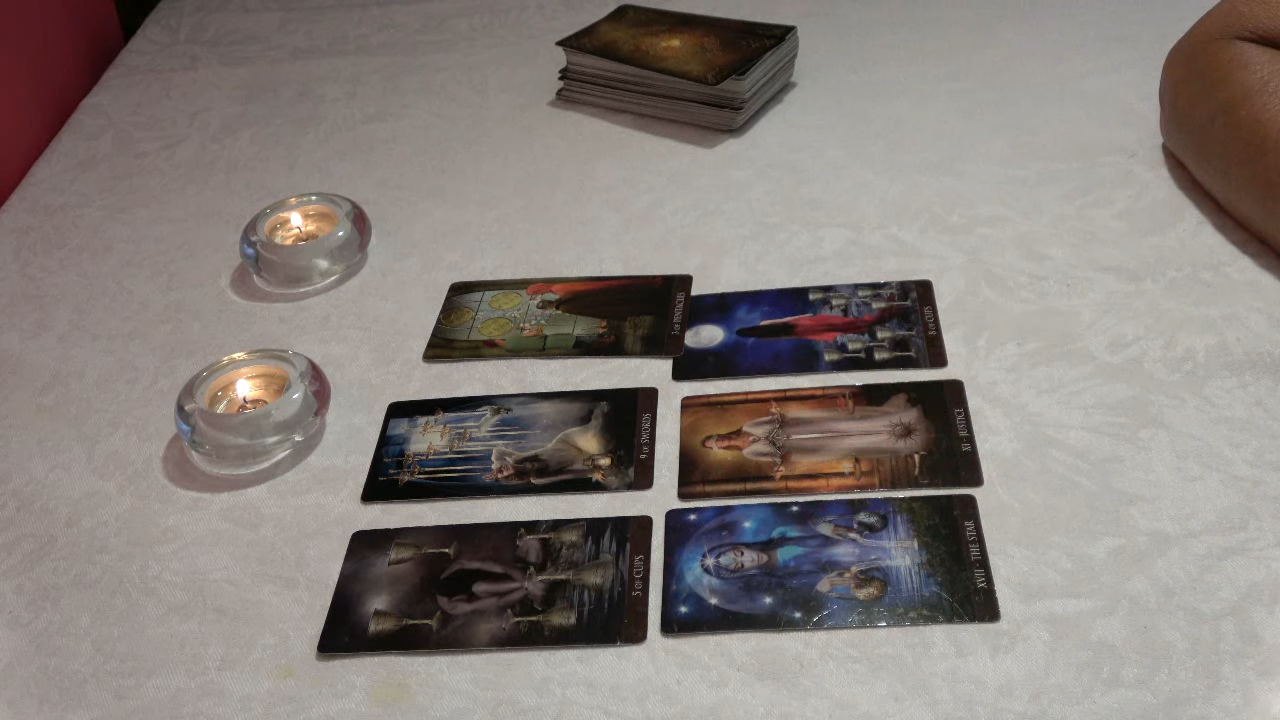 3 OF PENTACLES
8 OF CUPS
9 OF SWORDS
XI - JUSTICE
5 OF CUPS
XVII - THE STAR